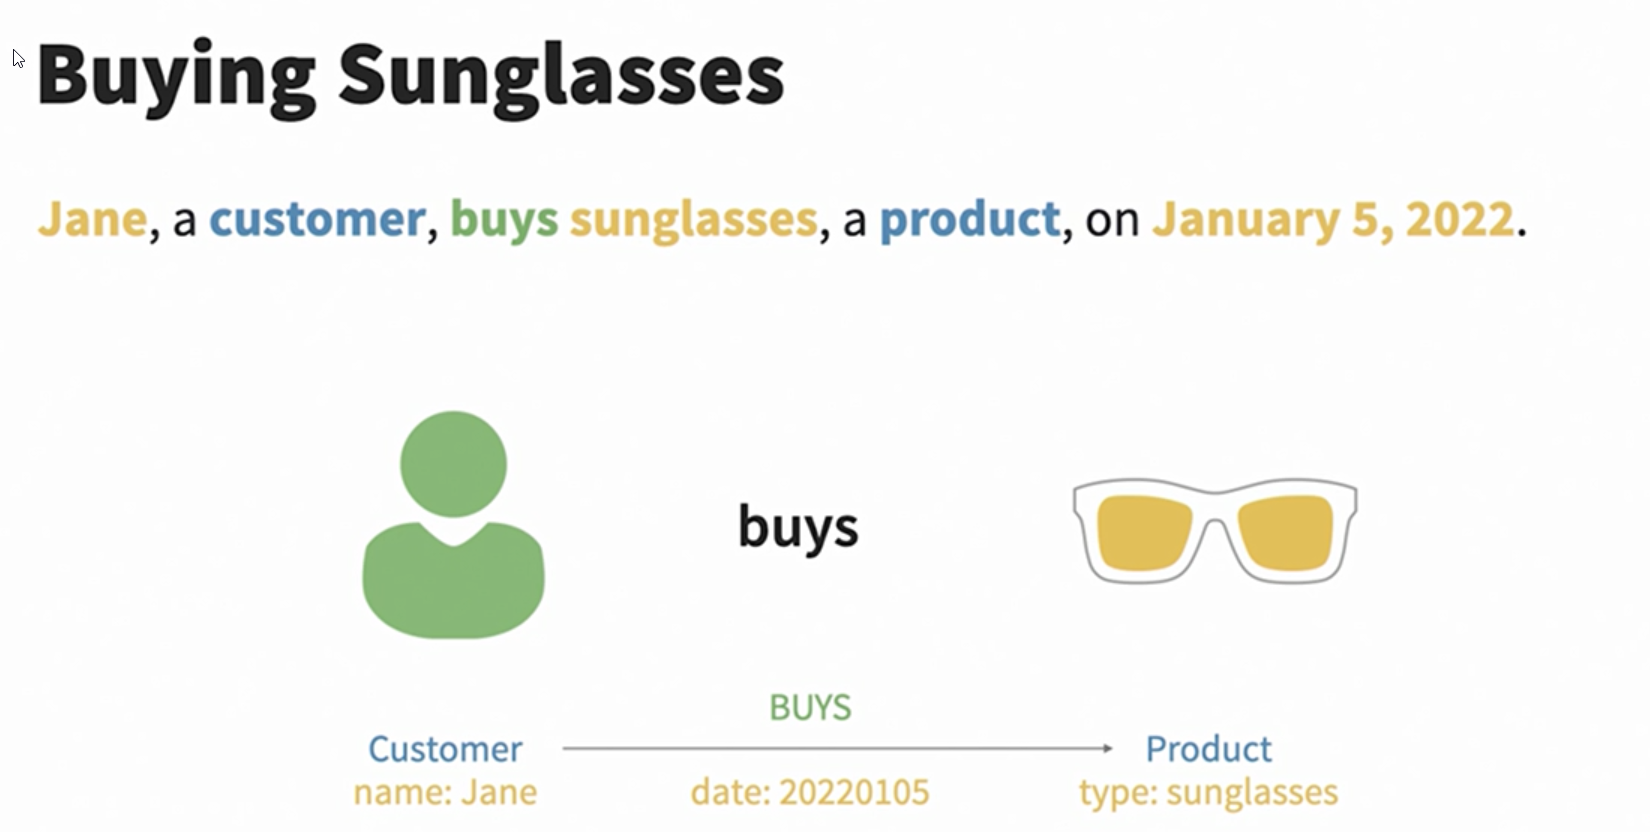 Buying Sunglasses
Jane, a customer, buys sunglasses, a product, on January 5, 2022.
buys
BUYS
Customer Product
name: Jane date: 20220105 type: sunglasses